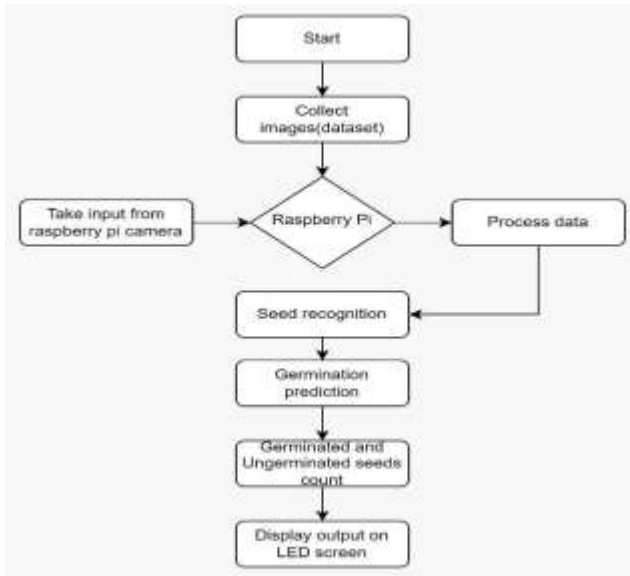 Start
Collect
images(dataset)
Take input from
raspberry pi camera
Raspberry Pi
Process data
Seed recognition
Germination
prediction
Germinated and
Ungerminated seeds
count
Display output on
LED screen